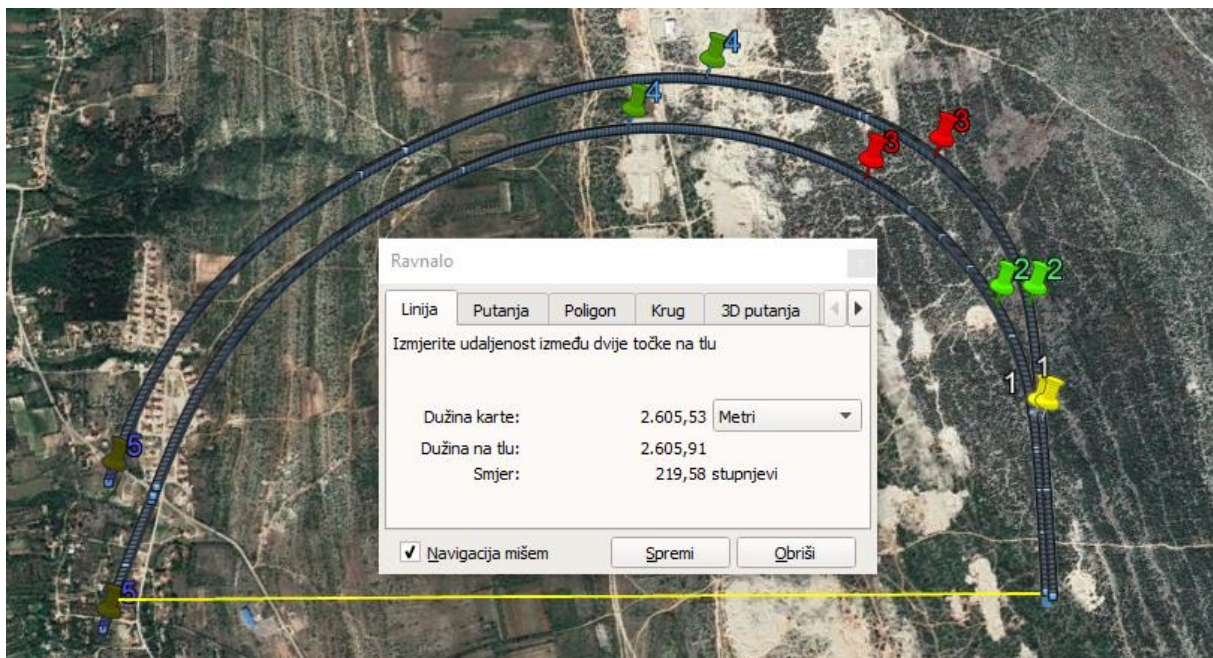 4
4
3
3
2 2
1
1
5
5
Ravnalo
Linija Putanja Poligon Krug 3D putanja
Izmjerite udaljenost između dvije točke na tlu
Dužina karte: 2.605,53 Metri
Dužina na tlu: 2.605,91
Smjer: 219,58 stupnjevi
Navigacija mišem Spremi Obriši